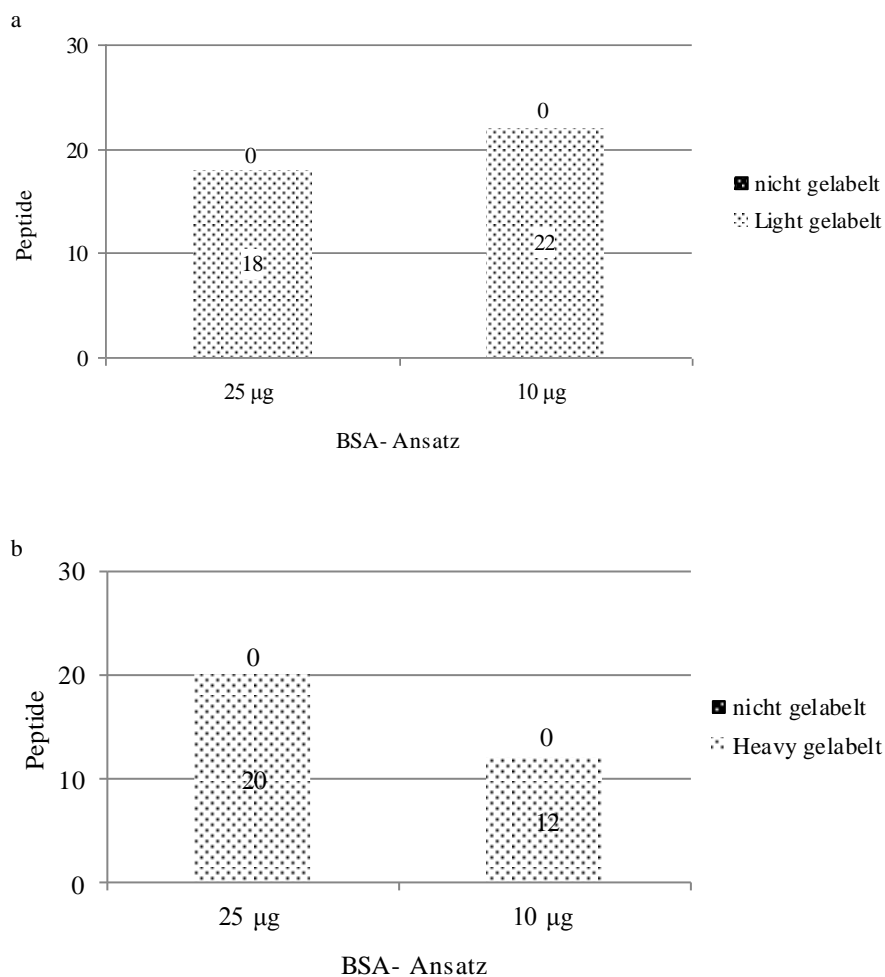 a
30
20
10
0
Peptide
0
0
18
22
25 µg
10 µg
BSA- Ansatz
nicht gelabelt
Light gelabelt
b
30
20
10
0
Peptide
0
0
20
12
25 µg
10 µg
BSA- Ansatz
nicht gelabelt
Heavy gelabelt